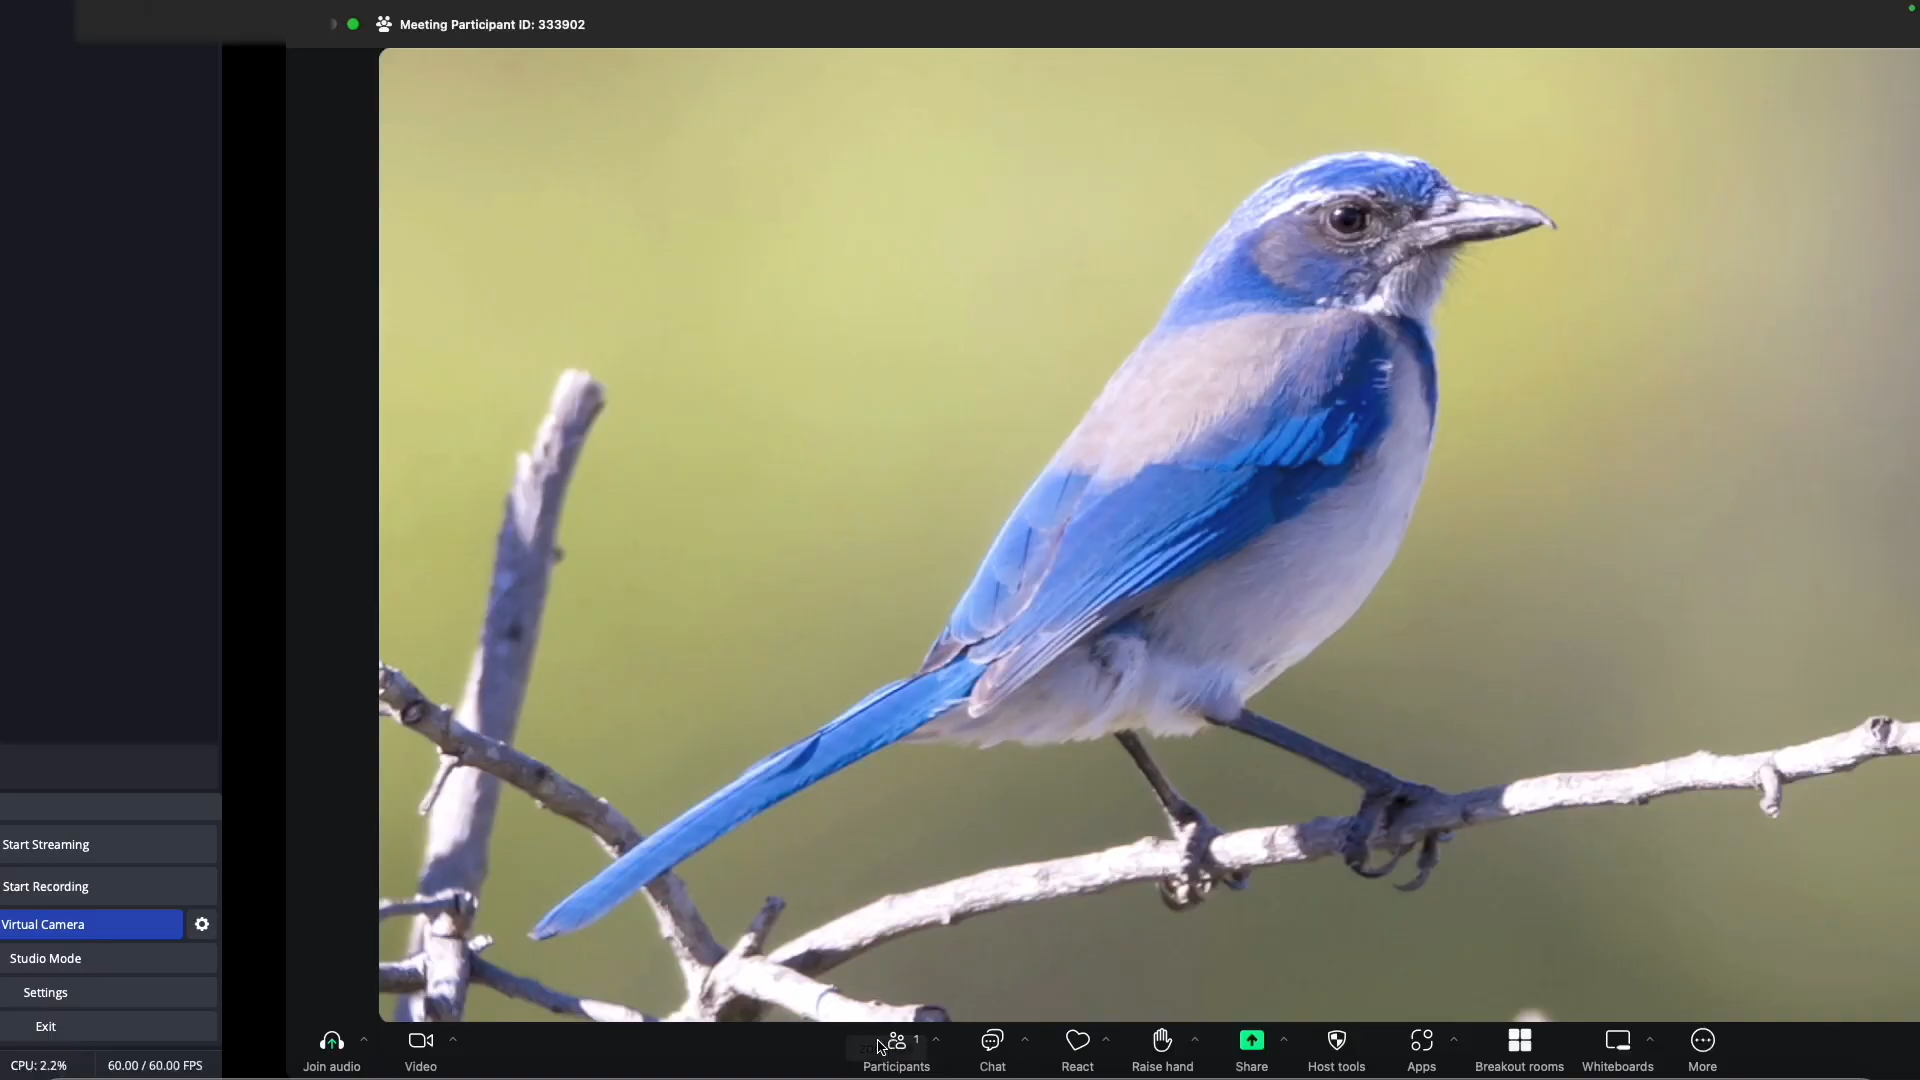 Meeting Participant ID: 333902
Start Streaming
Start Recording
Virtual Camera
Studio Mode
Settings
Exit
CPU: 2.2%
60.00 / 60.00 FPS
Join audio
Video
1
Participants
Chat
React
Raise hand
Share
Host tools
Apps
Breakout rooms
Whiteboards
More